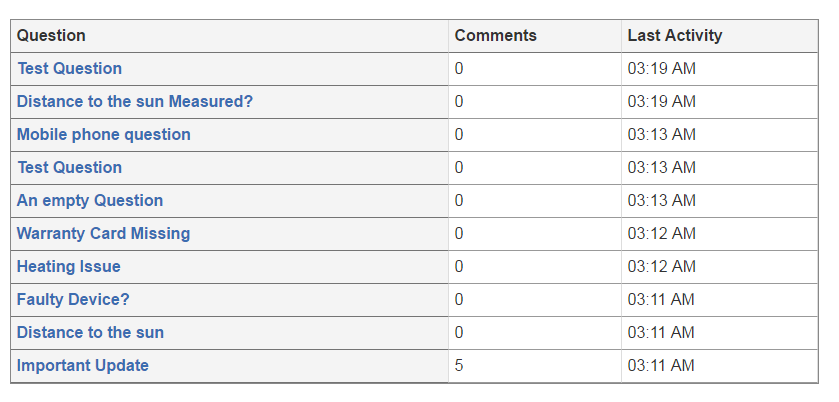 Question Comments Last Activity
Test Question 0 03:19 AM
Distance to the sun Measured? 0 03:19 AM
Mobile phone question 0 03:13 AM
Test Question 0 03:13 AM
An empty Question 0 03:13 AM
Warranty Card Missing 0 03:12 AM
Heating Issue 0 03:12 AM
Faulty Device? 0 03:11 AM
Distance to the sun 0 03:11 AM
Important Update 5 03:11 AM